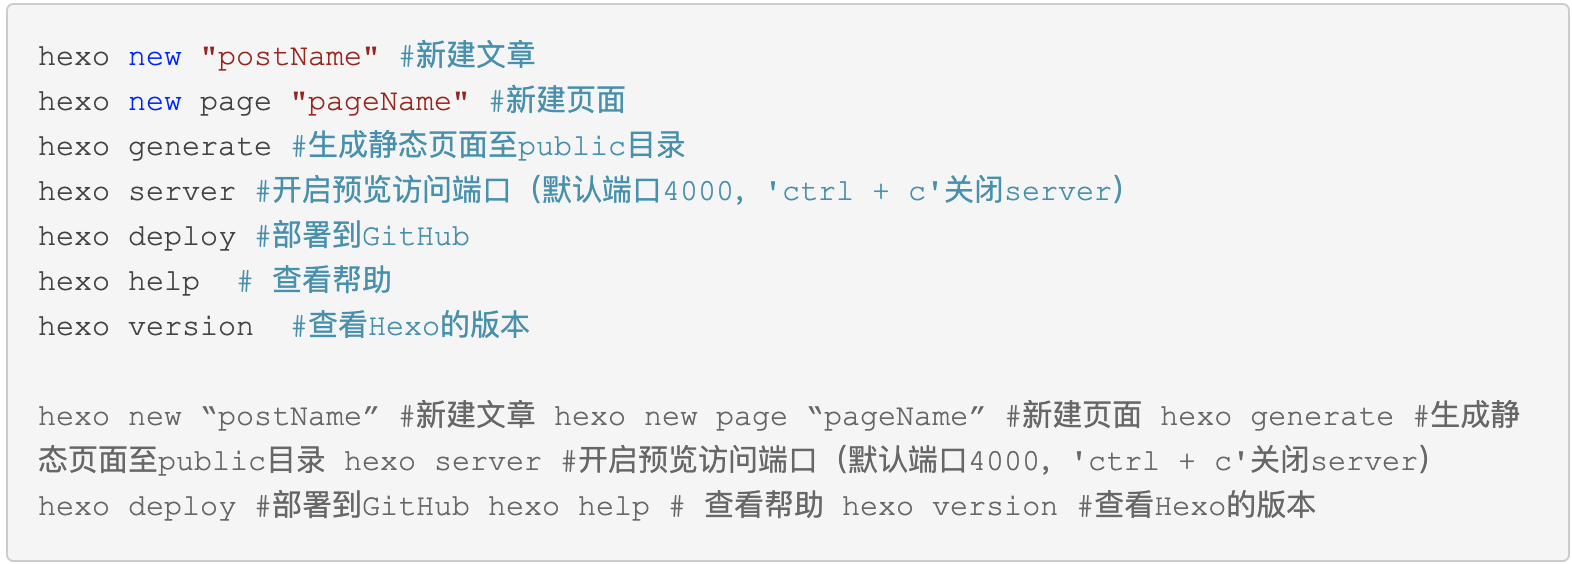 hexo new "postName" #新建文章
hexo new page "pageName" #新建页面
hexo generate #生成静态页面至public目录
hexo server #开启预览访问端口（默认端口4000，'ctrl + c'关闭server）
hexo deploy #部署到GitHub
hexo help  # 查看帮助
hexo version  #查看Hexo的版本
hexo new “postName” #新建文章 hexo new page “pageName” #新建页面 hexo generate #生成静
态页面至public目录 hexo server #开启预览访问端口（默认端口4000，'ctrl + c'关闭server）
hexo deploy #部署到GitHub hexo help # 查看帮助 hexo version #查看Hexo的版本